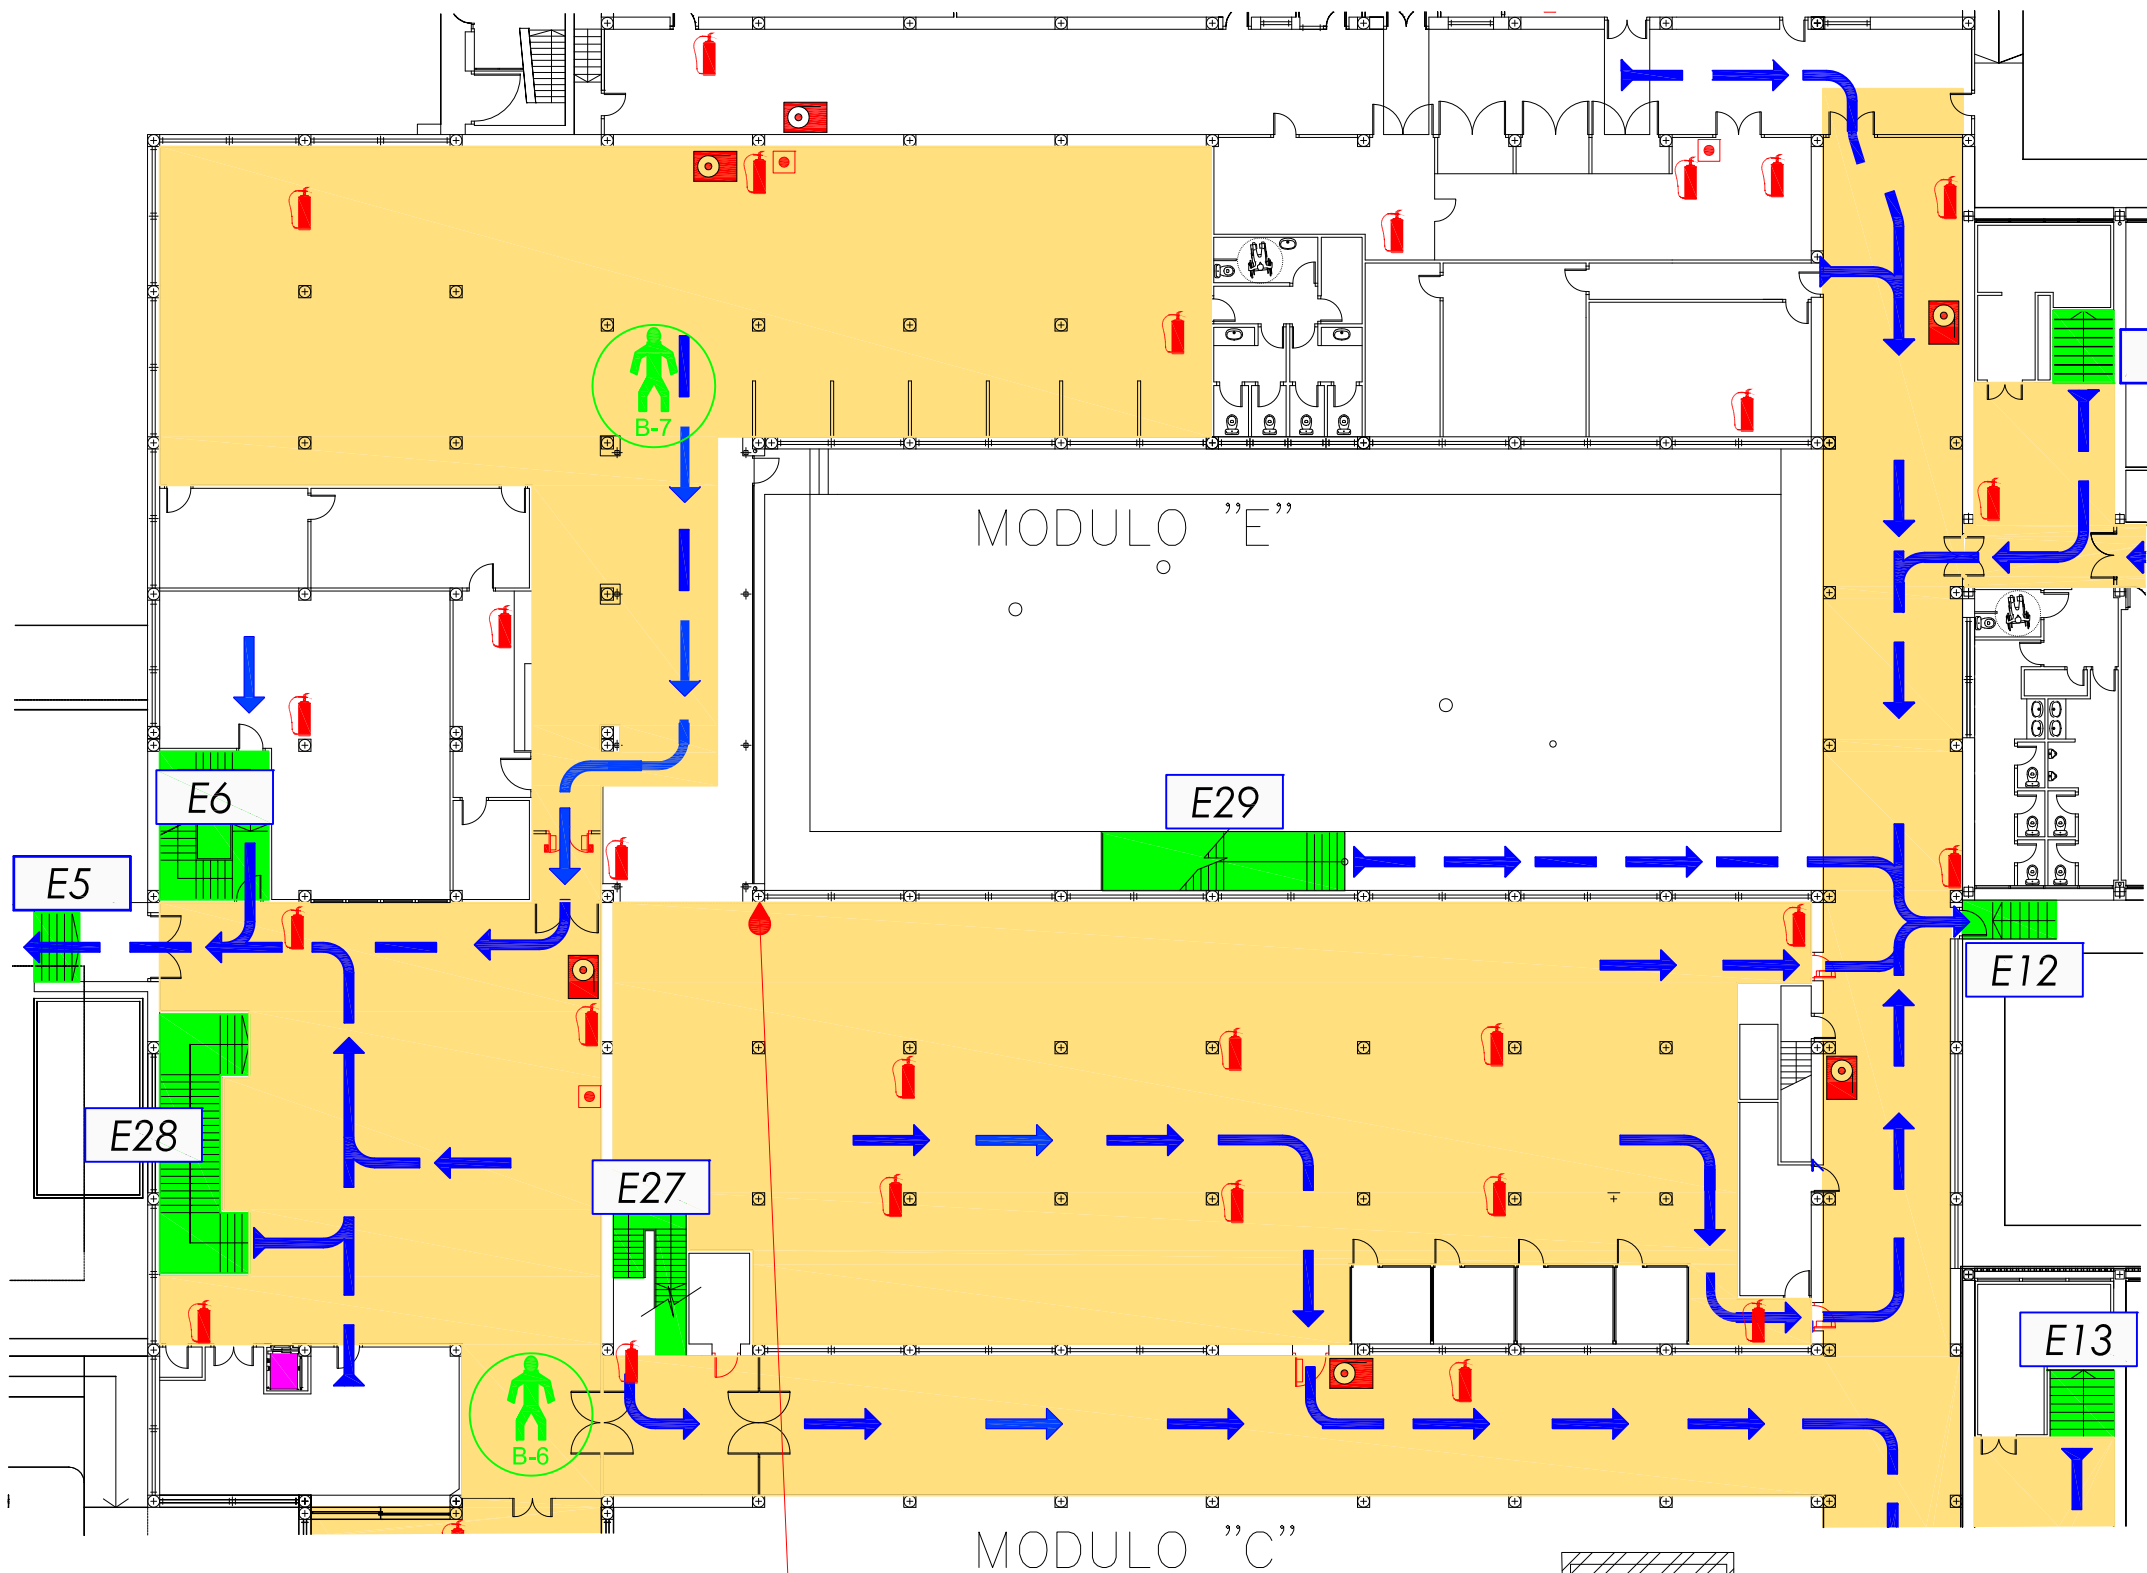 B-7
MODULO ”E”
E6
E29
E5
E12
E28
E27
E13
B-6
MODULO ”C”